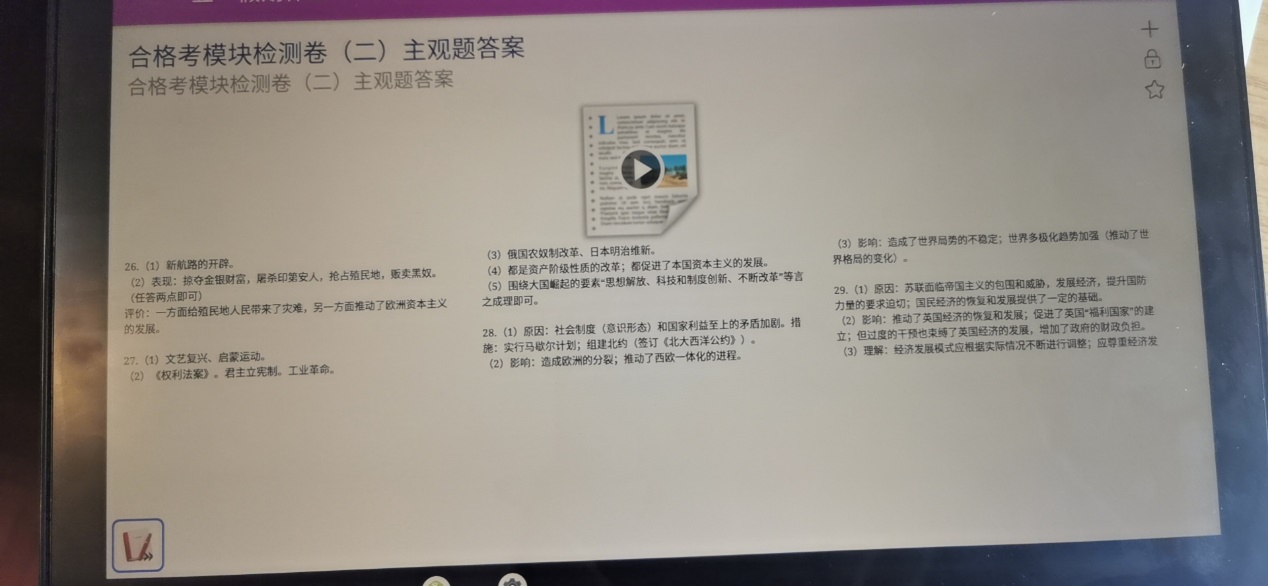 合格考模块检测卷（二）主观题答案
合格考模块检测卷（二）主观题答案
26.（1）新航路的开辟。
（2）表现：掠夺金银财富，屠杀印第安人，抢占殖民地，贩卖黑奴。
（任答两点即可）
评价：一方面给殖民地人民带来了灾难，另一方面推动了欧洲资本主义
的发展。
27.（1）文艺复兴、启蒙运动。
（2）《权利法案》。君主立宪制。工业革命。
（3）俄国农奴制改革、日本明治维新。
（4）都是资产阶级性质的改革；都促进了本国资本主义的发展。
（5）围绕大国崛起的要素“思想解放、科技和制度创新、不断改革”等言
之成理即可。
28.（1）原因：社会制度（意识形态）和国家利益至上的矛盾加剧。措
施：实行马歇尔计划；组建北约（签订《北大西洋公约》）。
（2）影响：造成欧洲的分裂；推动了西欧一体化的进程。
（3）影响：造成了世界局势的不稳定；世界多极化趋势加强（推动了世
界格局的变化）。
29.（1）原因：苏联面临帝国主义的包围和威胁，发展经济，提升国防
力量的要求迫切；国民经济的恢复和发展提供了一定的基础。
（2）影响：推动了英国经济的恢复和发展；促进了英国“福利国家”的建
立；但过度的干预也束缚了英国经济的发展，增加了政府的财政负担。
（3）理解：经济发展模式应根据实际情况不断进行调整；应尊重经济发